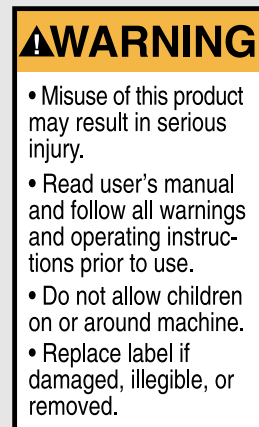 WARNING
• Misuse of this product
may result in serious
injury.
• Read user's manual
and follow all warnings
and operating instruc-
tions prior to use.
• Do not allow children
on or around machine.
• Replace label if
damaged, illegible, or
removed.